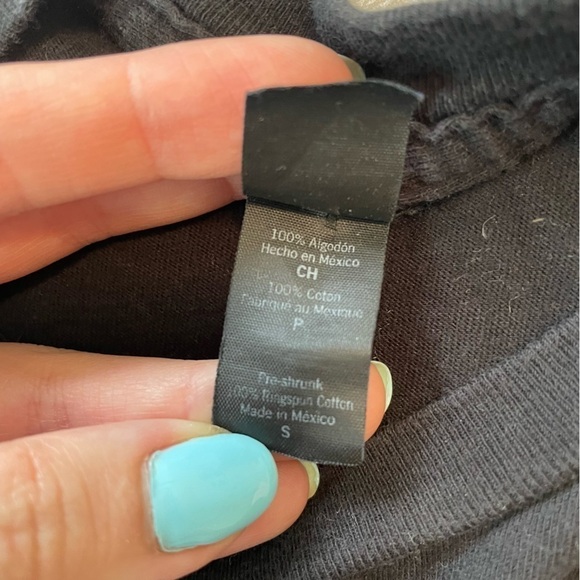 100% Algodón
Hecho en México
CH
100% Coton
Fabriqué au Mexique
P
Pre-shrunk
100% Ringspun Cotton
Made in México
S